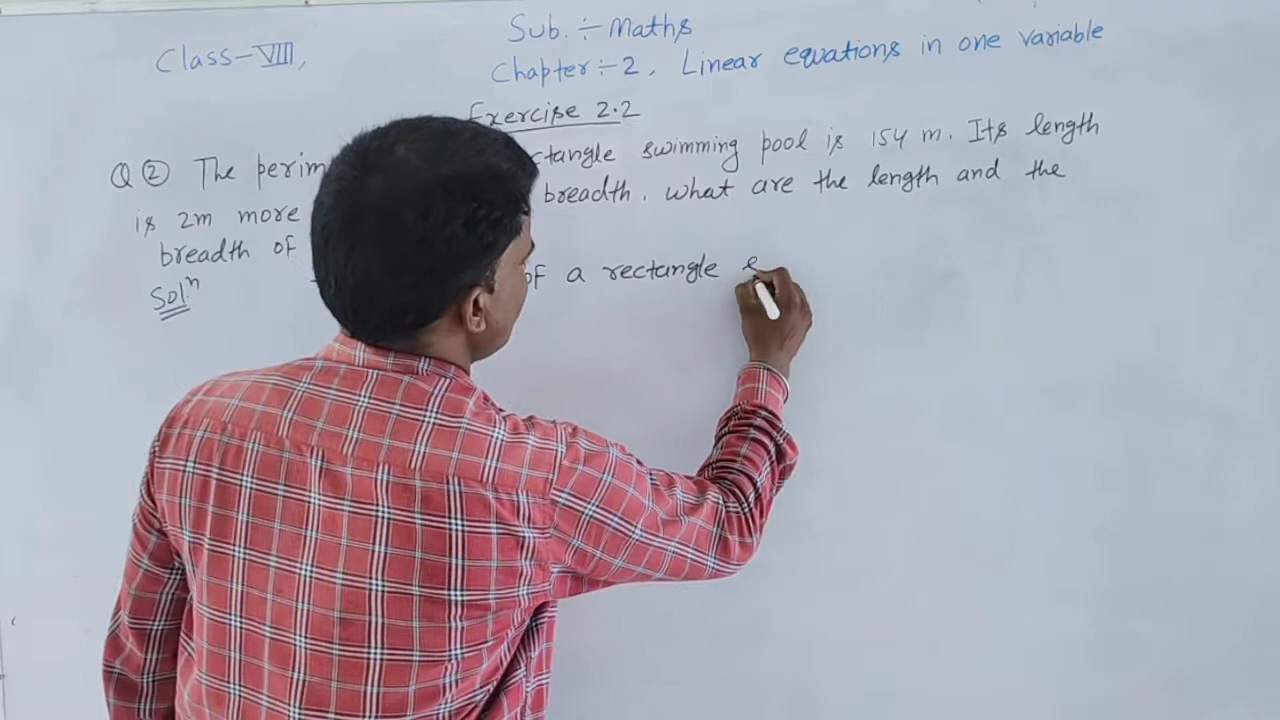 Sub. ÷ Maths
Class-VIII,
Chapter ÷ 2, Linear equations in one variable
Exercise 2.2
Q② The perim ctangle swimming pool is 154 m. Its length
is 2m more breadth. what are the length and the
breadth of
Solⁿ of a rectangle